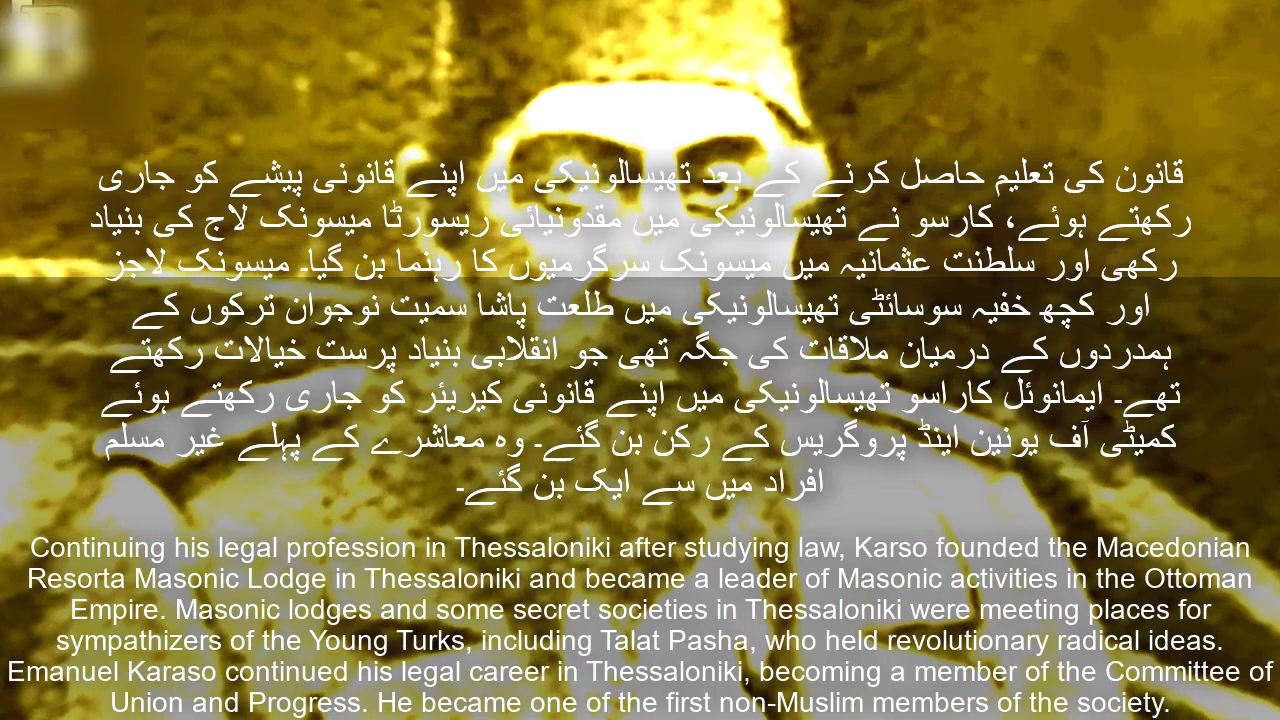 قانون کی تعلیم حاصل کرنے کے بعد تھیسالونیکی میں اپنے قانونی پیشے کو جاری
رکھتے ہوئے، کارسو نے تھیسالونیکی میں مقدونیائی ریسورٹا میسونک لاج کی بنیاد
رکھی اور سلطنت عثمانیہ میں میسونک سرگرمیوں کا رہنما بن گیا۔ میسونک لاجز
اور کچھ خفیہ سوسائٹی تھیسالونیکی میں طلعت پاشا سمیت نوجوان ترکوں کے
ہمدردوں کے درمیان ملاقات کی جگہ تھی جو انقلابی بنیاد پرست خیالات رکھتے
تھے۔ ایمانوئل کاراسو تھیسالونیکی میں اپنے قانونی کیریئر کو جاری رکھتے ہوئے
کمیٹی آف یونین اینڈ پروگریس کے رکن بن گئے۔ وہ معاشرے کے پہلے غیر مسلم
افراد میں سے ایک بن گئے۔
Continuing his legal profession in Thessaloniki after studying law, Karso founded the Macedonian
Resorta Masonic Lodge in Thessaloniki and became a leader of Masonic activities in the Ottoman
Empire. Masonic lodges and some secret societies in Thessaloniki were meeting places for
sympathizers of the Young Turks, including Talat Pasha, who held revolutionary radical ideas.
Emanuel Karaso continued his legal career in Thessaloniki, becoming a member of the Committee of
Union and Progress. He became one of the first non-Muslim members of the society.